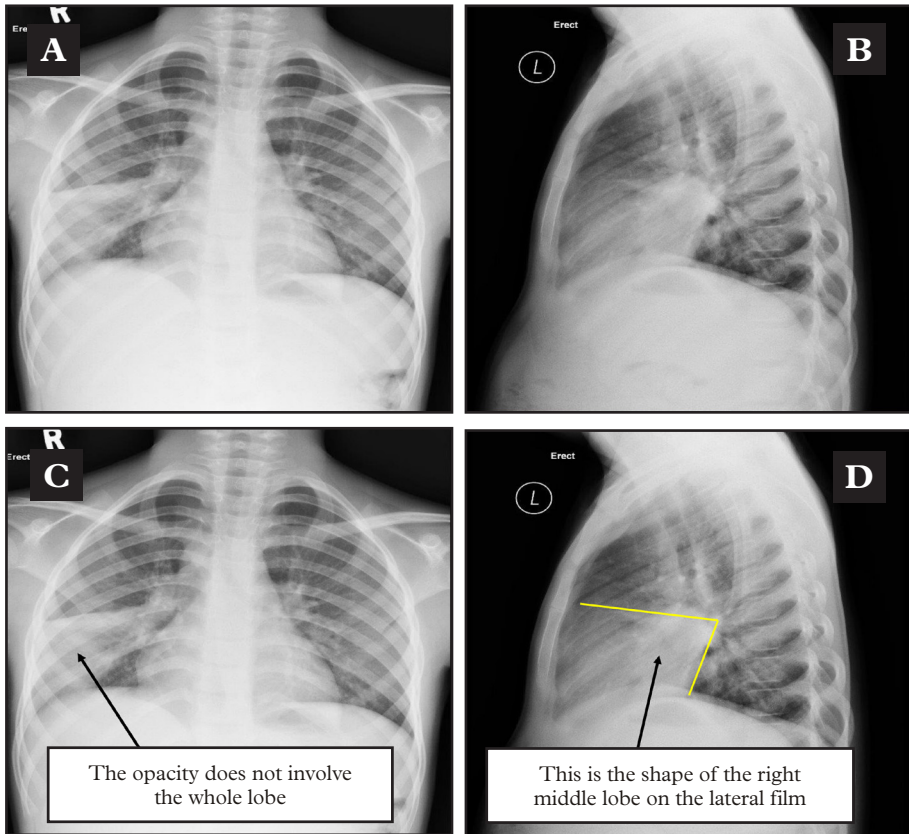 R
Erect
A
Erect
L
B
R
Erect
C
The opacity does not involve
the whole lobe
Erect
L
D
This is the shape of the right
middle lobe on the lateral film